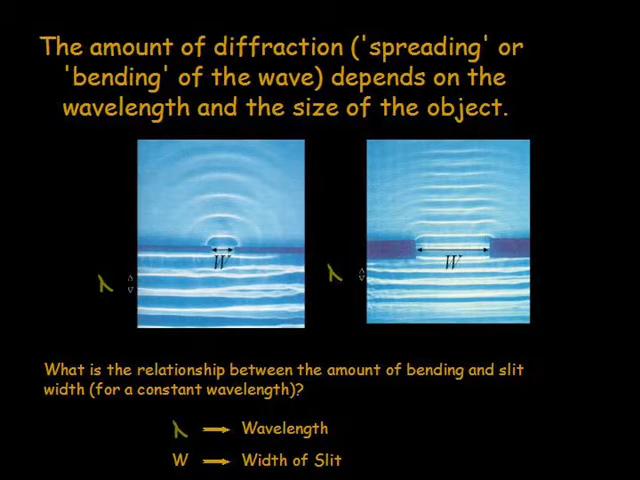 The amount of diffraction ('spreading' or
'bending' of the wave) depends on the
wavelength and the size of the object.
W
W
λ
λ
What is the relationship between the amount of bending and slit
width (for a constant wavelength)?
λ Wavelength
W Width of Slit